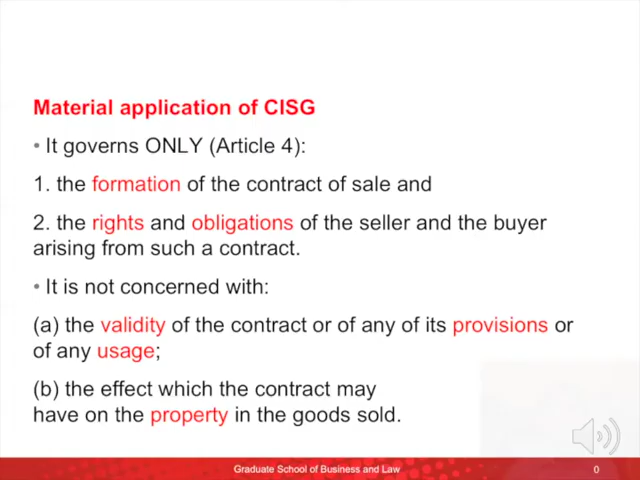 Material application of CISG
• It governs ONLY (Article 4):
1. the formation of the contract of sale and
2. the rights and obligations of the seller and the buyer
arising from such a contract.
• It is not concerned with:
(a) the validity of the contract or of any of its provisions or
of any usage;
(b) the effect which the contract may
have on the property in the goods sold.
Graduate School of Business and Law 0